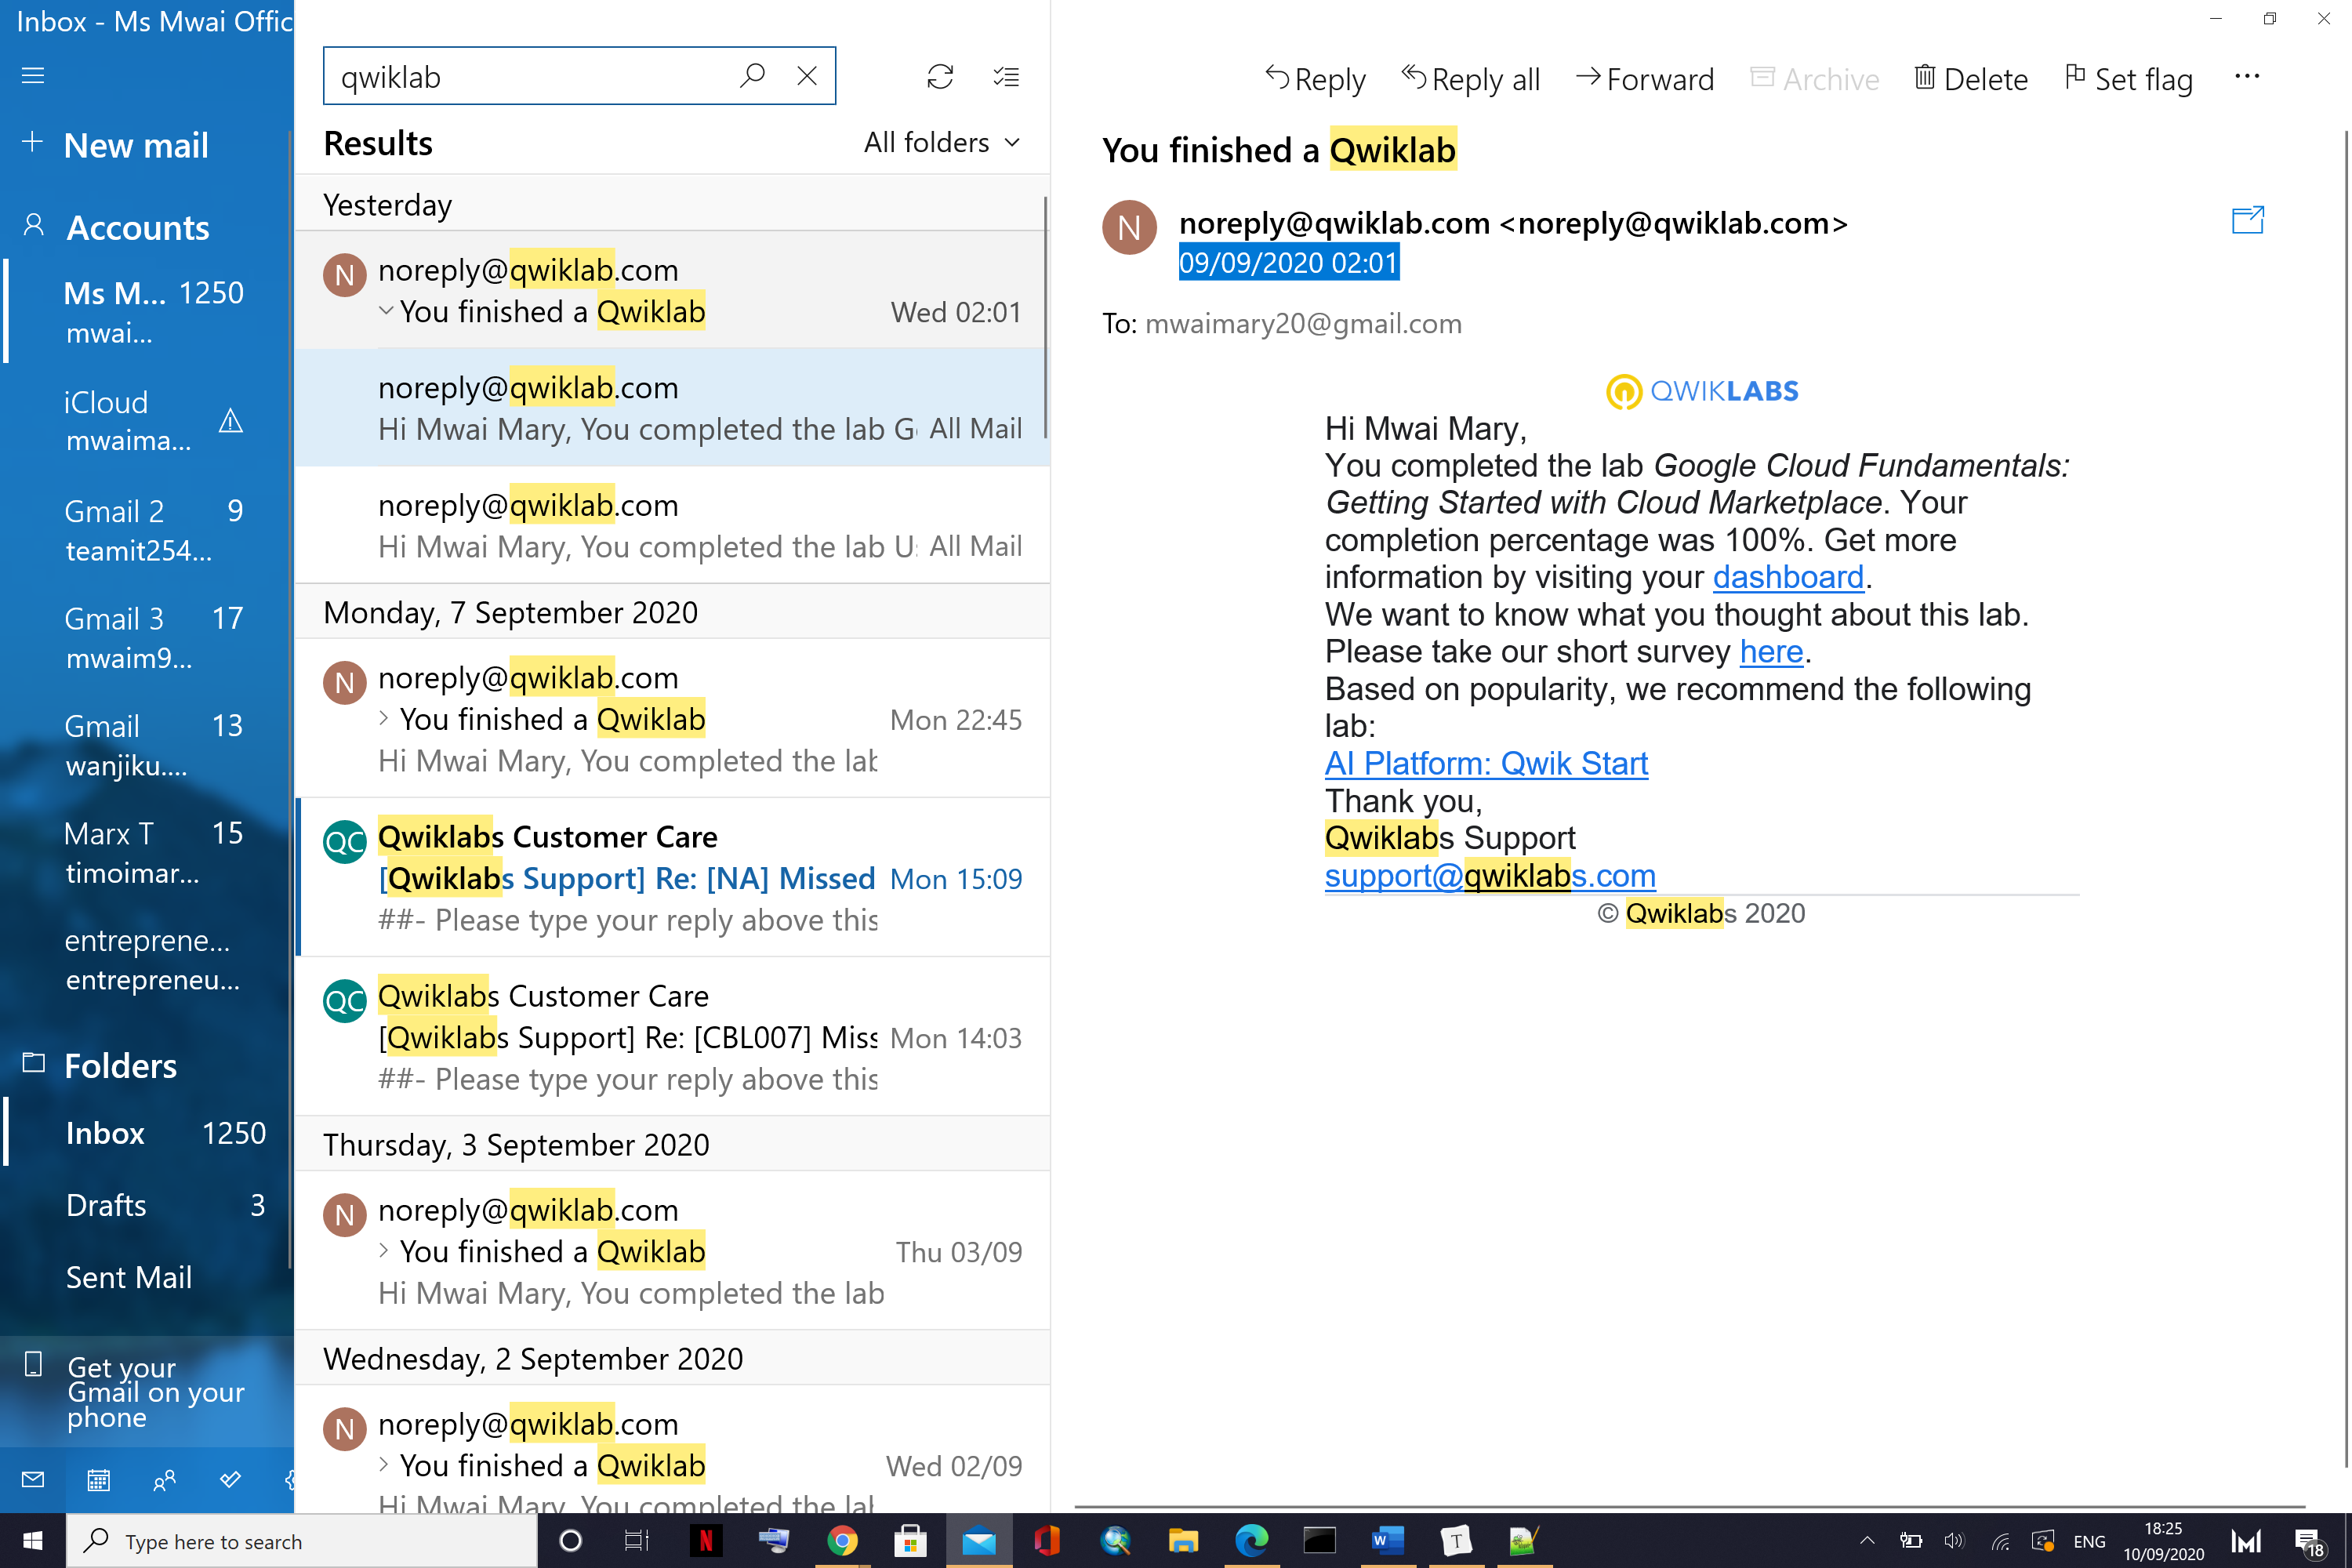 Inbox - Ms Mwai Offic
New mail
Accounts
Ms M... 1250
mwai...
iCloud
mwaima...
Gmail 2 9
teamit254...
Gmail 3 17
mwaim9...
Gmail 13
wanjiku....
Marx T 15
timoimar...
entreprene...
entrepreneu...
Folders
Inbox 1250
Drafts 3
Sent Mail
Get your
Gmail on your
phone
qwiklab
Results All folders
Yesterday
N noreply@qwiklab.com
You finished a Qwiklab Wed 02:01
noreply@qwiklab.com
Hi Mwai Mary, You completed the lab G All Mail
noreply@qwiklab.com
Hi Mwai Mary, You completed the lab U All Mail
Monday, 7 September 2020
N noreply@qwiklab.com
You finished a Qwiklab Mon 22:45
Hi Mwai Mary, You completed the lab
QC Qwiklabs Customer Care
[Qwiklabs Support] Re: [NA] Missed Mon 15:09
##- Please type your reply above this
QC Qwiklabs Customer Care
[Qwiklabs Support] Re: [CBL007] Miss Mon 14:03
##- Please type your reply above this
Thursday, 3 September 2020
N noreply@qwiklab.com
You finished a Qwiklab Thu 03/09
Hi Mwai Mary, You completed the lab
Wednesday, 2 September 2020
N noreply@qwiklab.com
You finished a Qwiklab Wed 02/09
Hi Mwai Mary, You completed the lab
Reply Reply all Forward Archive Delete Set flag ...
You finished a Qwiklab
N noreply@qwiklab.com <noreply@qwiklab.com>
09/09/2020 02:01
To: mwaimary20@gmail.com
QWIKLABS
Hi Mwai Mary,
You completed the lab Google Cloud Fundamentals:
Getting Started with Cloud Marketplace. Your
completion percentage was 100%. Get more
information by visiting your dashboard.
We want to know what you thought about this lab.
Please take our short survey here.
Based on popularity, we recommend the following
lab:
AI Platform: Qwik Start
Thank you,
Qwiklabs Support
support@qwiklabs.com
© Qwiklabs 2020
Type here to search
N
W
T
ENG
18:25
10/09/2020
18